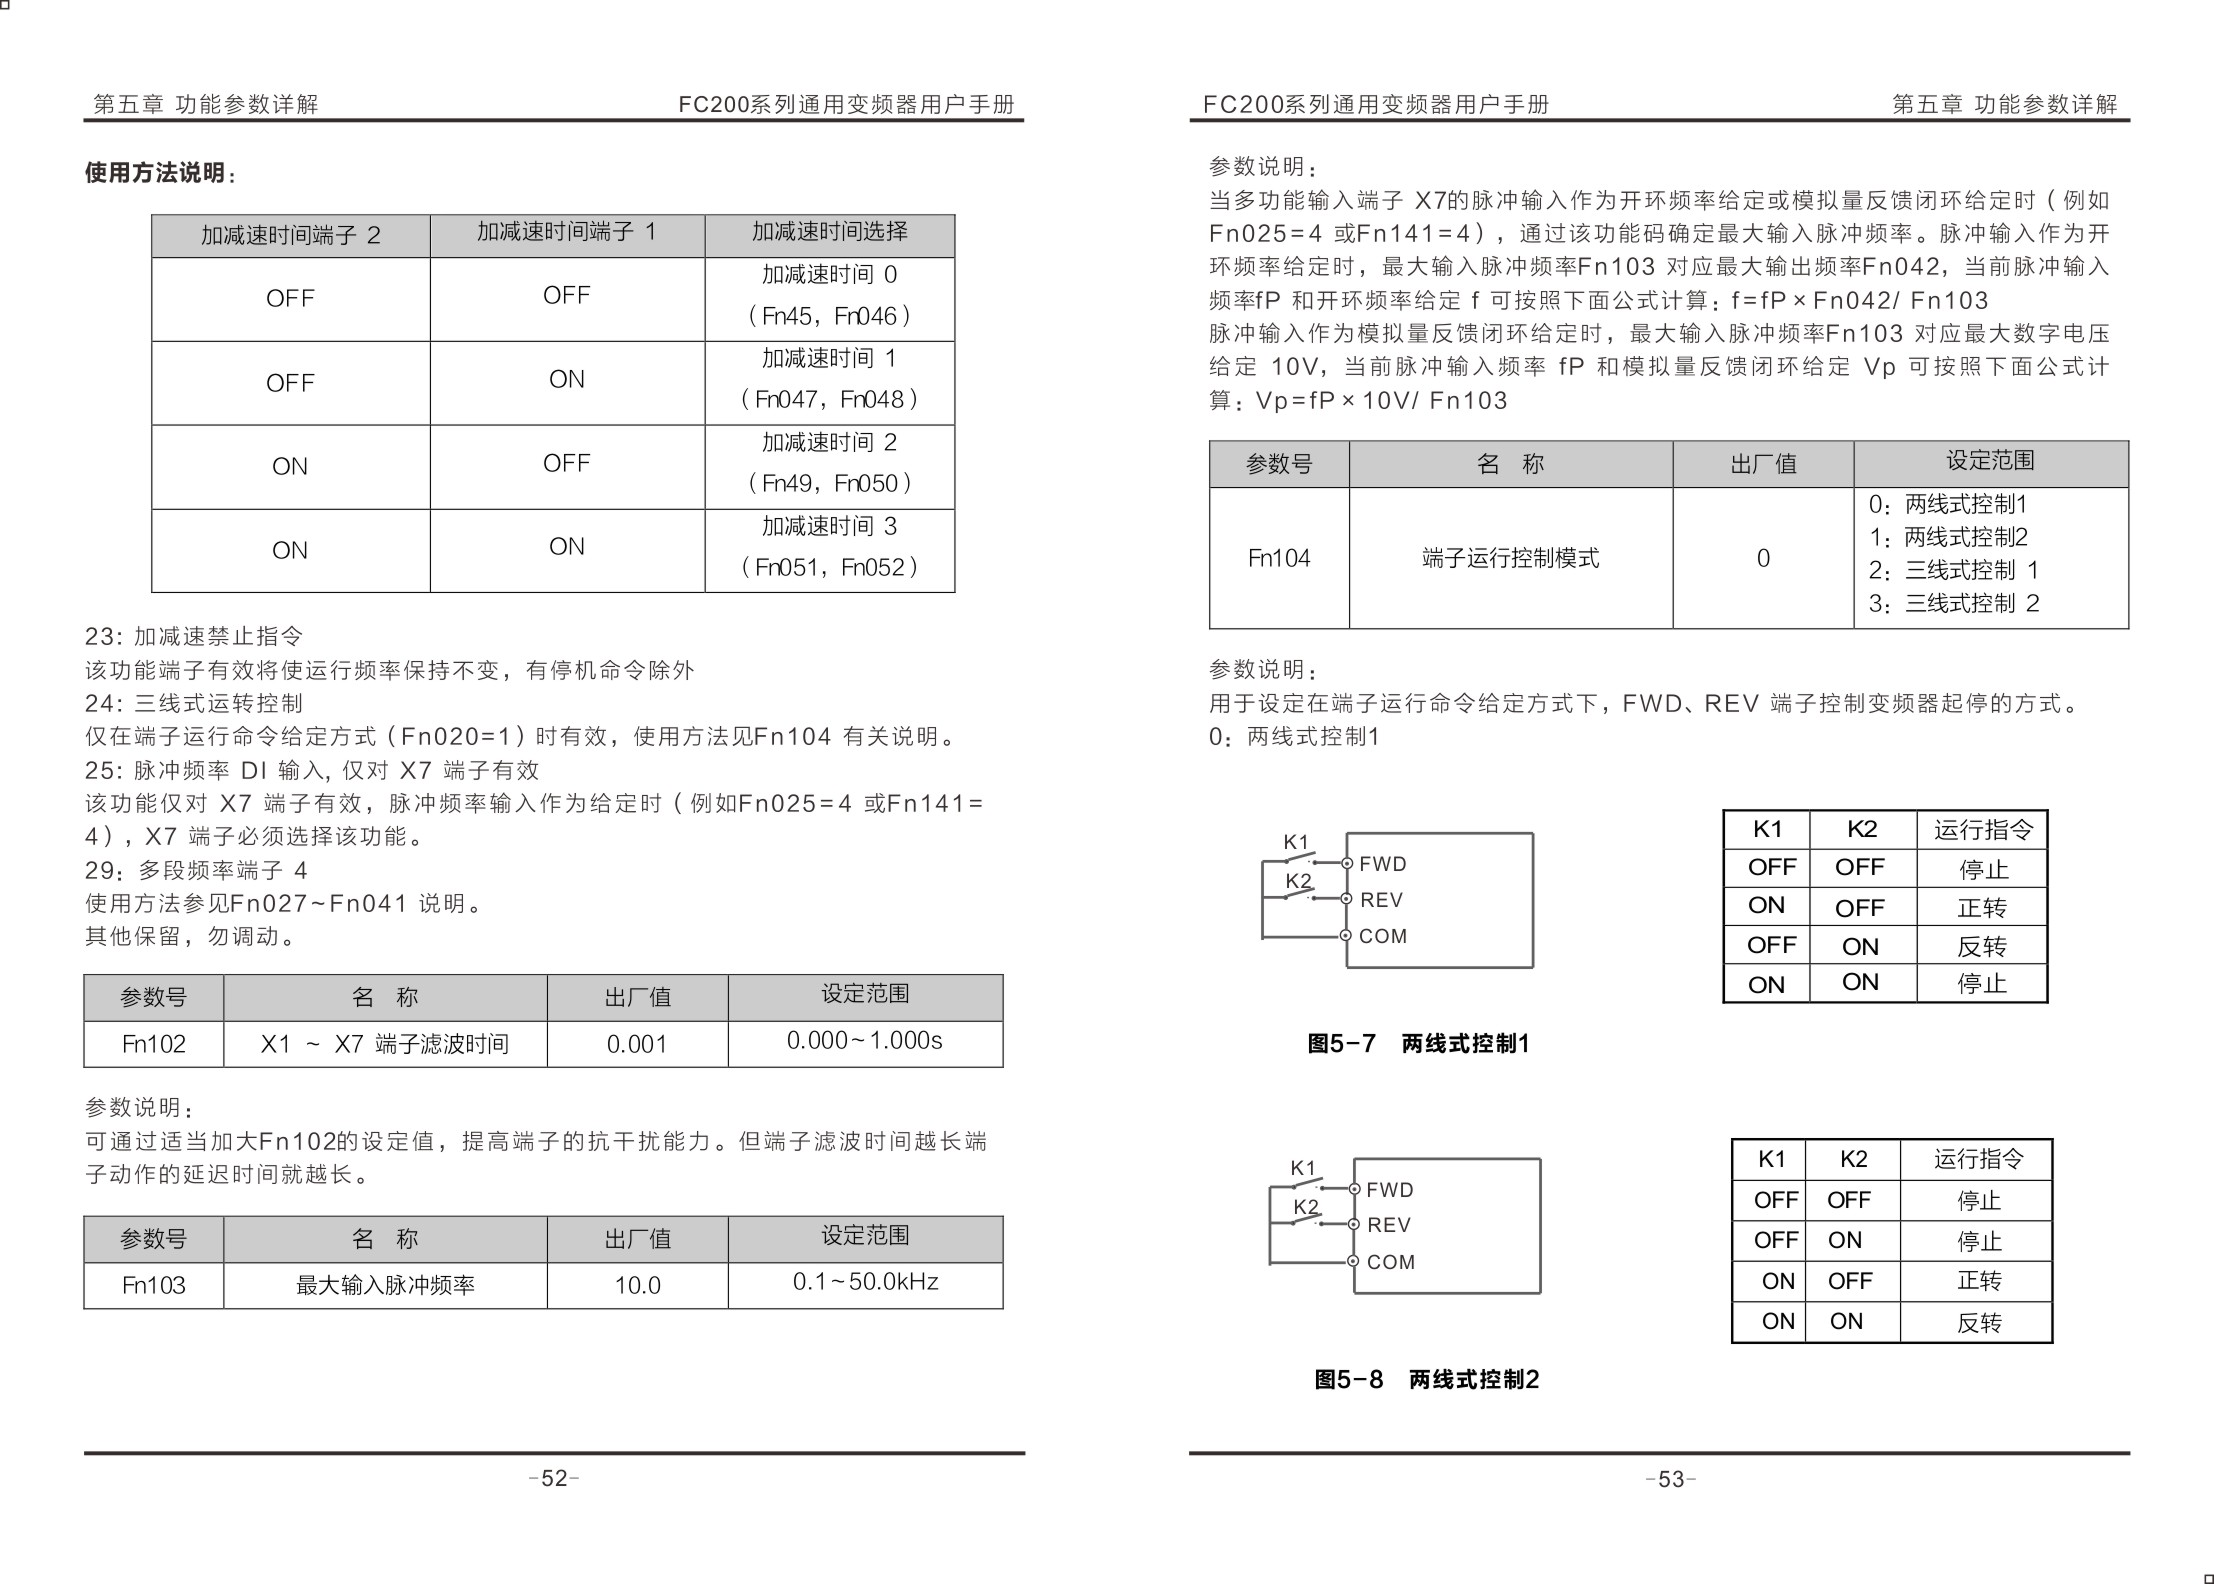 第五章 功能参数详解 FC200系列通用变频器用户手册
使用方法说明：
加减速时间端子 2 加减速时间端子 1 加减速时间选择
OFF OFF 加减速时间 0
（Fn45，Fn046）
OFF ON 加减速时间 1
（Fn047，Fn048）
ON OFF 加减速时间 2
（Fn49，Fn050）
ON ON 加减速时间 3
（Fn051，Fn052）
23：加减速禁止指令
该功能端子有效将使运行频率保持不变，有停机命令除外
24：三线式运转控制
仅在端子运行命令给定方式（Fn020=1）时有效，使用方法见Fn104 有关说明。
25：脉冲频率 DI 输入, 仅对 X7 端子有效
该功能仅对 X7 端子有效，脉冲频率输入作为给定时（例如Fn025=4 或Fn141=
4），X7 端子必须选择该功能。
29：多段频率端子 4
使用方法参见Fn027~Fn041 说明。
其他保留，勿调动。
参数号 名 称 出厂值 设定范围
Fn102 X1 ~ X7 端子滤波时间 0.001 0.000~1.000s
参数说明：
可通过适当加大Fn102的设定值，提高端子的抗干扰能力。但端子滤波时间越长端
子动作的延迟时间就越长。
参数号 名 称 出厂值 设定范围
Fn103 最大输入脉冲频率 10.0 0.1~50.0kHz
-52-
FC200系列通用变频器用户手册 第五章 功能参数详解
参数说明：
当多功能输入端子 X7的脉冲输入作为开环频率给定或模拟量反馈闭环给定时（例如
Fn025=4 或Fn141=4），通过该功能码确定最大输入脉冲频率。脉冲输入作为开
环频率给定时，最大输入脉冲频率Fn103 对应最大输出频率Fn042，当前脉冲输入
频率fP 和开环频率给定 f 可按照下面公式计算：f=fP×Fn042/ Fn103
脉冲输入作为模拟量反馈闭环给定时，最大输入脉冲频率Fn103 对应最大数字电压
给定 10V，当前脉冲输入频率 fP 和模拟量反馈闭环给定 Vp 可按照下面公式计
算：Vp=fP×10V/ Fn103
参数号 名 称 出厂值 设定范围
Fn104 端子运行控制模式 0 0：两线式控制1
1：两线式控制2
2：三线式控制 1
3：三线式控制 2
参数说明：
用于设定在端子运行命令给定方式下，FWD、REV 端子控制变频器起停的方式。
0：两线式控制1
K1 FWD
K2 REV
COM
K1 K2 运行指令
OFF OFF 停止
ON OFF 正转
OFF ON 反转
ON ON 停止
图5-7 两线式控制1
K1 FWD
K2 REV
COM
K1 K2 运行指令
OFF OFF 停止
OFF ON 停止
ON OFF 正转
ON ON 反转
图5-8 两线式控制2
-53-